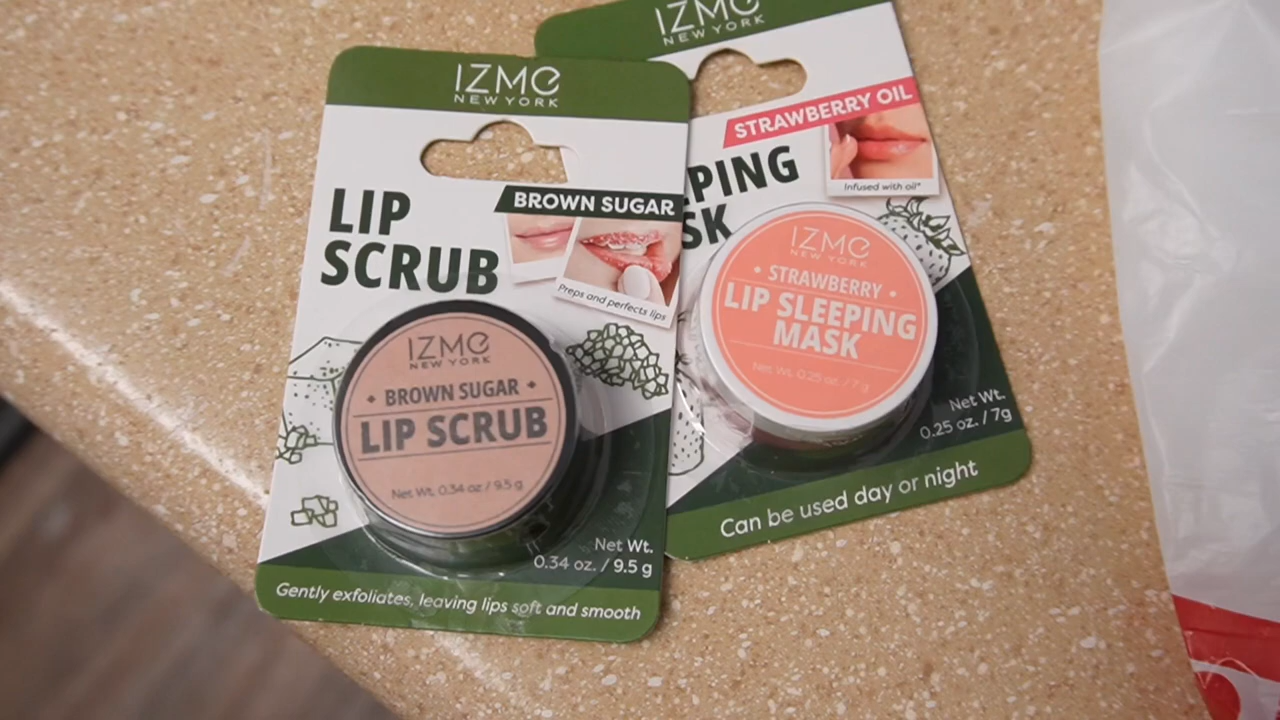 IZME
NEW YORK
LIP
SCRUB
BROWN SUGAR
Preps and perfects lips
IZME
NEW YORK
• BROWN SUGAR •
LIP SCRUB
Net Wt. 0.34 oz / 9.5 g
Net Wt.
0.34 oz. / 9.5 g
Gently exfoliates, leaving lips soft and smooth
IZME
NEW YORK
STRAWBERRY OIL
PING
SK
Infused with oil*
IZME
NEW YORK
• STRAWBERRY •
LIP SLEEPING
MASK
Net Wt. 0.25 oz / 7 g
Net Wt.
0.25 oz. / 7g
Can be used day or night